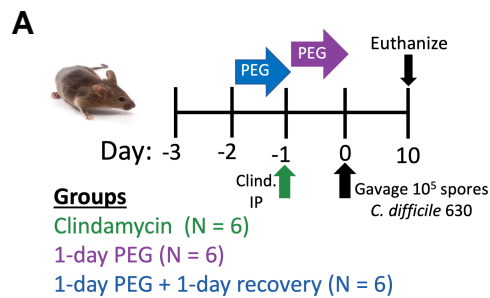 A
Euthanize
PEG
PEG
Day: -3 -2 -1 0 10
Clind.
IP
Gavage 10⁵ spores
C. difficile 630
Groups
Clindamycin (N = 6)
1-day PEG (N = 6)
1-day PEG + 1-day recovery (N = 6)